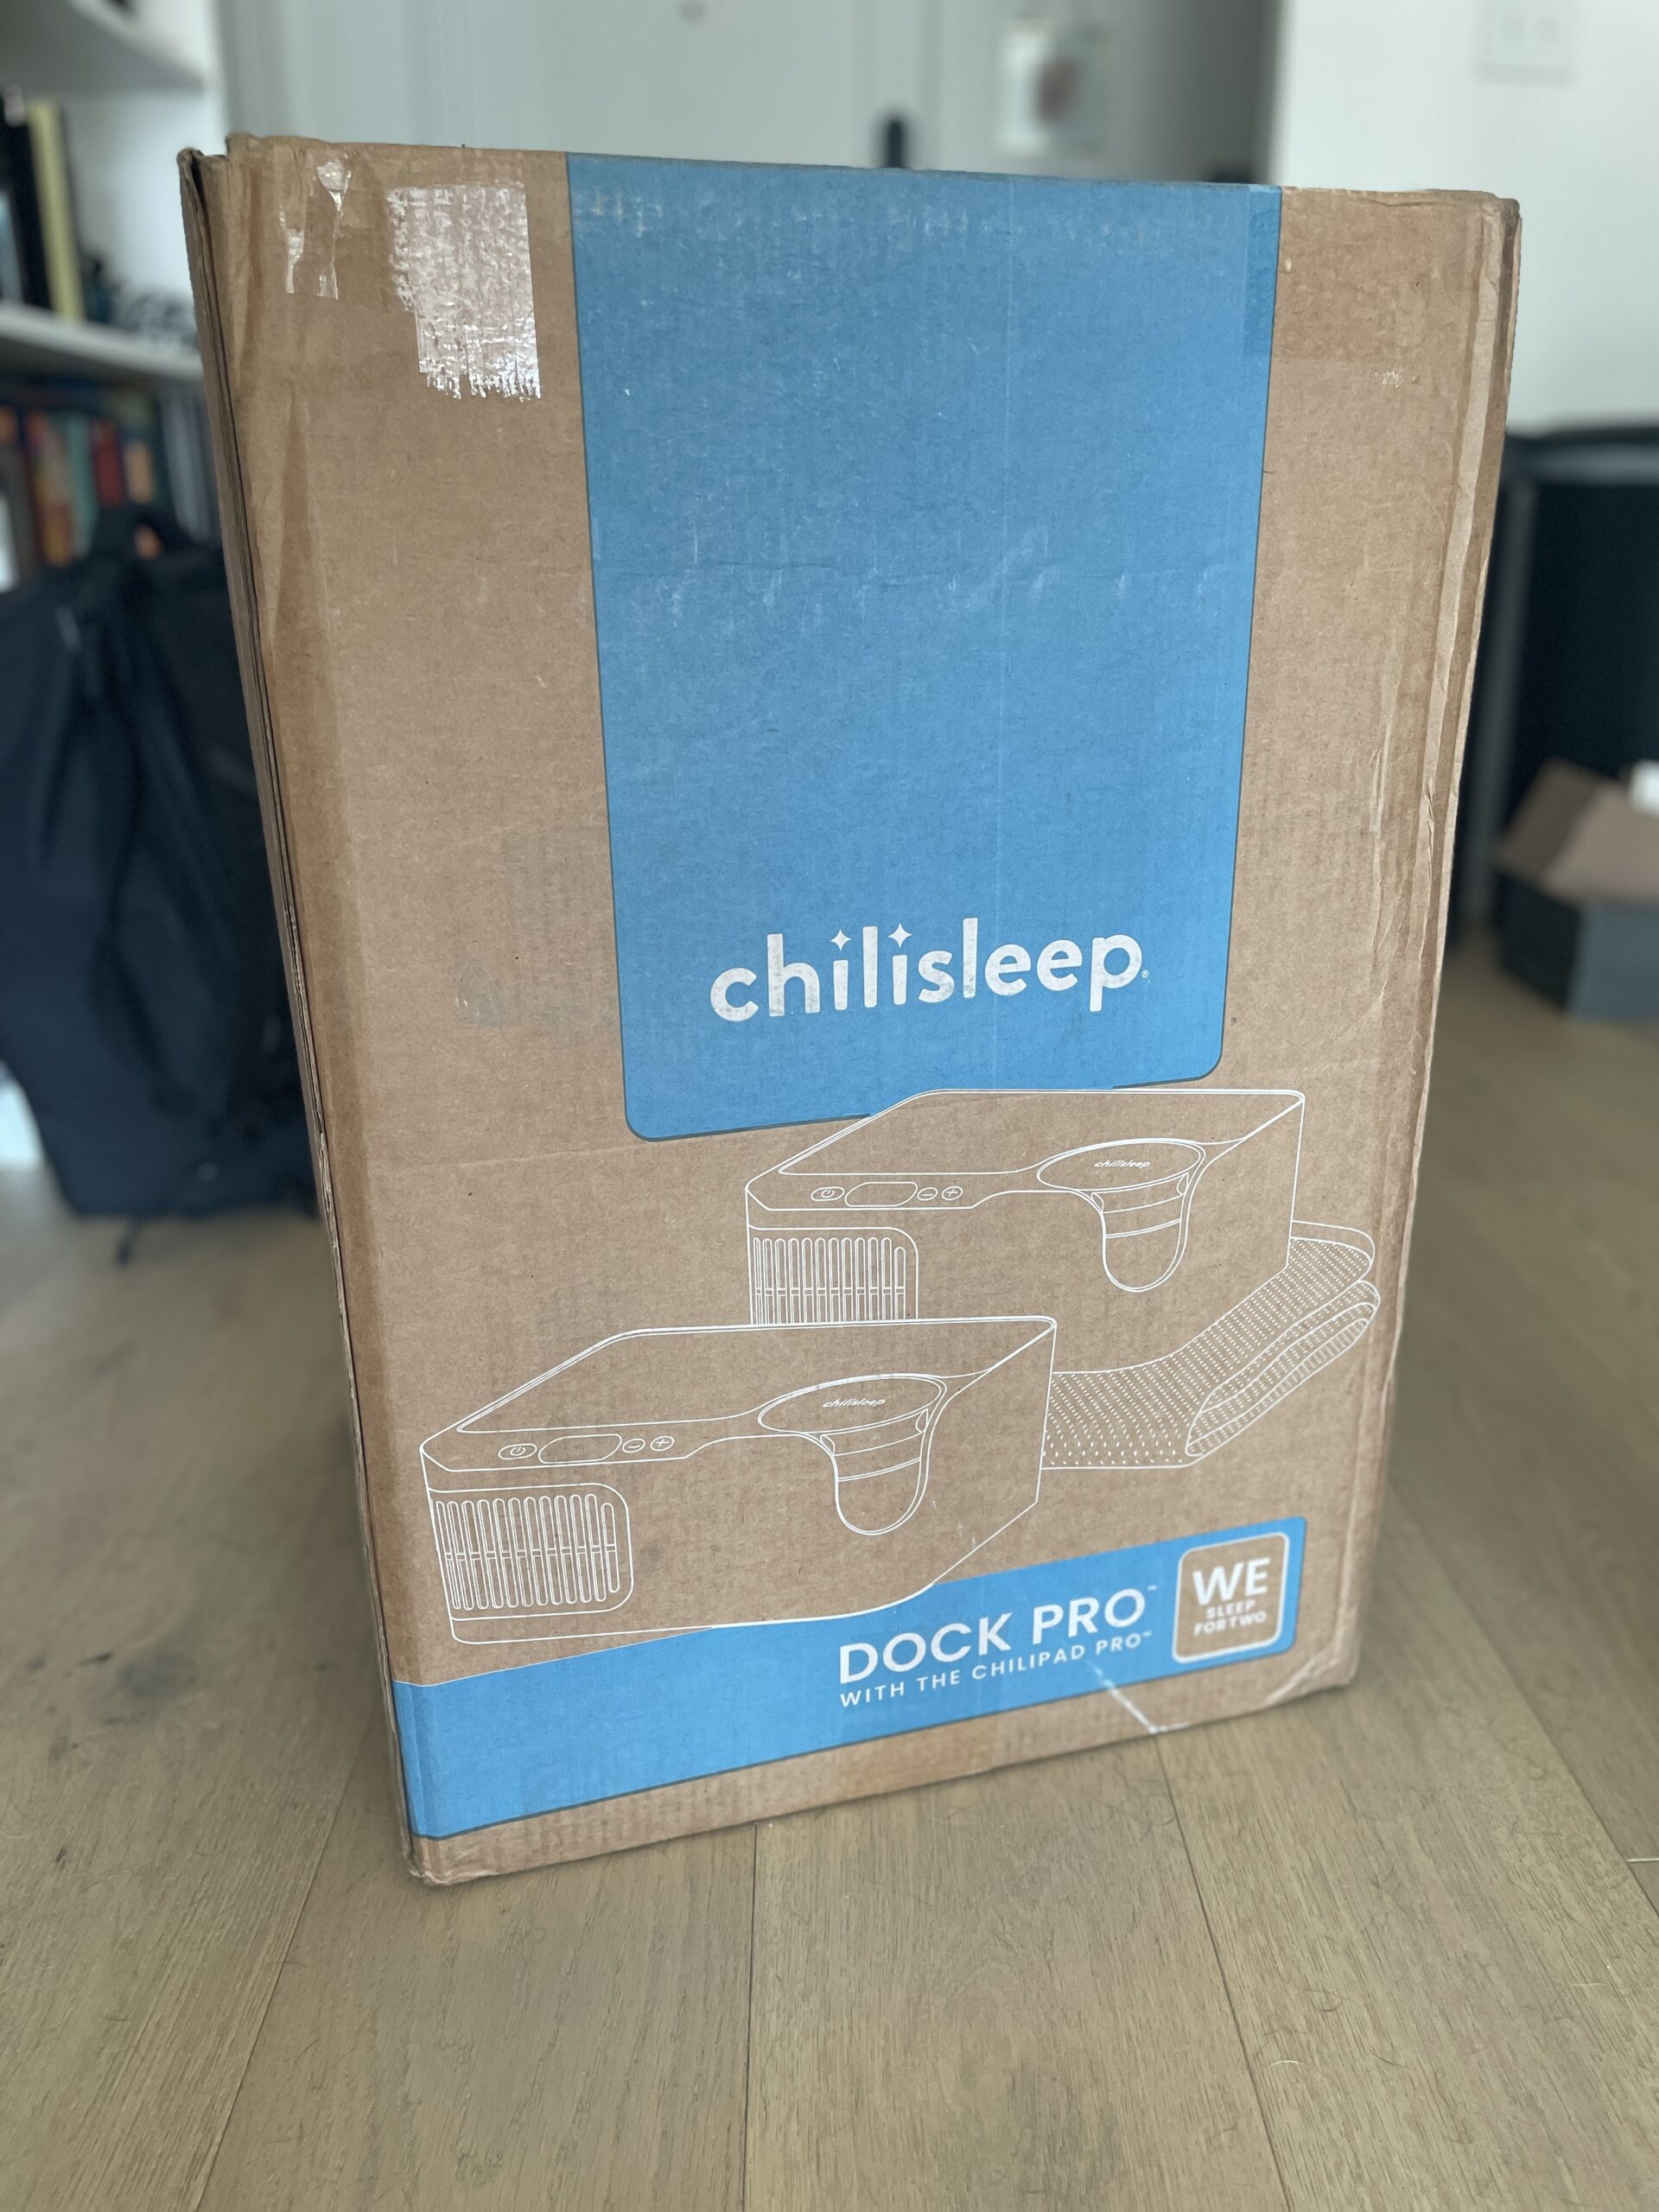 chilisleep®
chilisleep
chilisleep
DOCK PRO™
WITH THE CHILIPAD PRO™
WE
SLEEP
FOR TWO